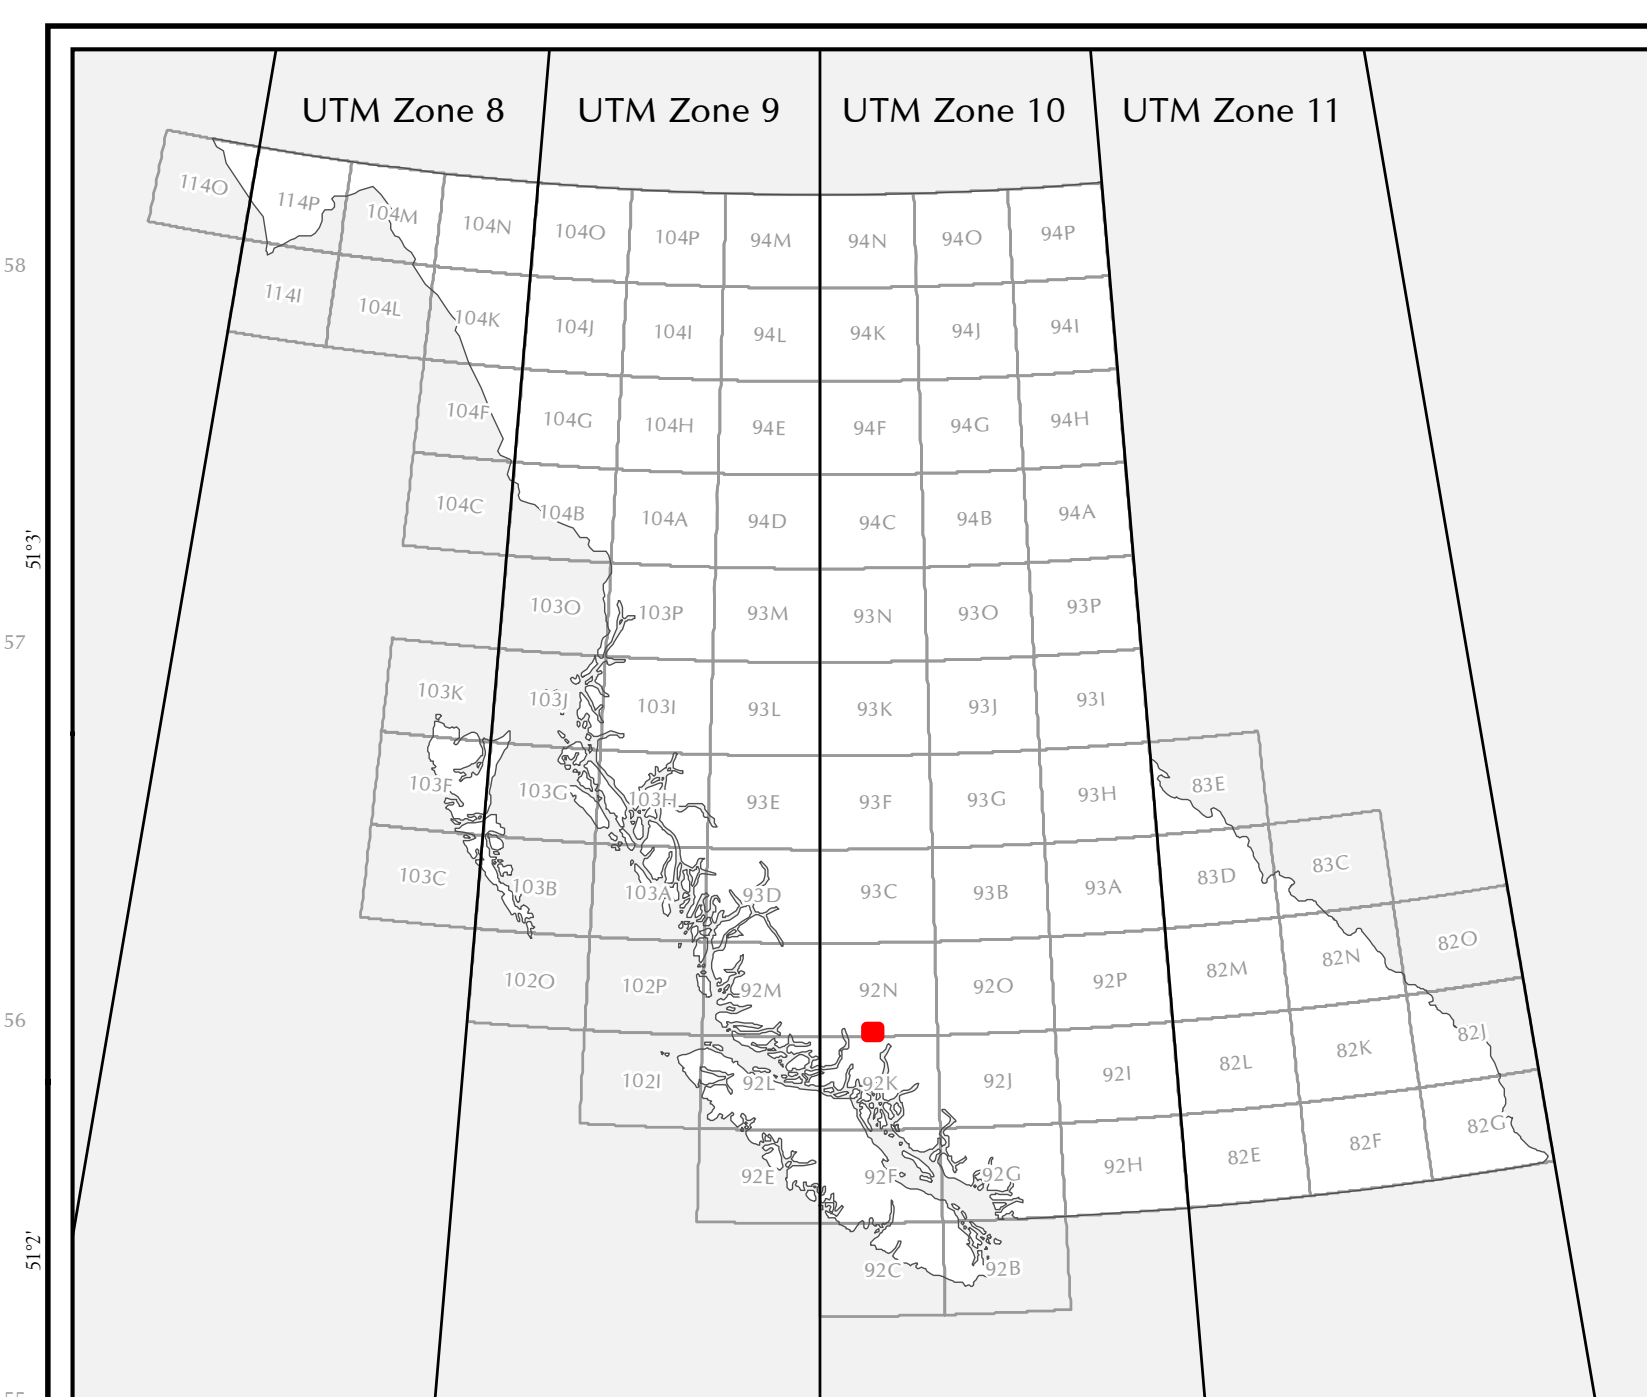 UTM Zone 8 UTM Zone 9 UTM Zone 10 UTM Zone 11
114O 114P 104M 104N 104O 104P 94M 94N 94O 94P
58
114I 104L 104K 104J 104I 94L 94K 94J 94I
104F 104G 104H 94E 94F 94G 94H
104C 104B 104A 94D 94C 94B 94A
51°3'
103O 103P 93M 93N 93O 93P
57
103K 103J 103I 93L 93K 93J 93I
103F 103G 103H 93E 93F 93G 93H 83E
103C 103B 103A 93D 93C 93B 93A 83D 83C
102O 102P 92M 92N 92O 92P 82M 82N 82O
56
102I 92L 92K 92J 92I 82L 82K 82J
92E 92F 92G 92H 82E 82F 82G
51°2'
92C 92B